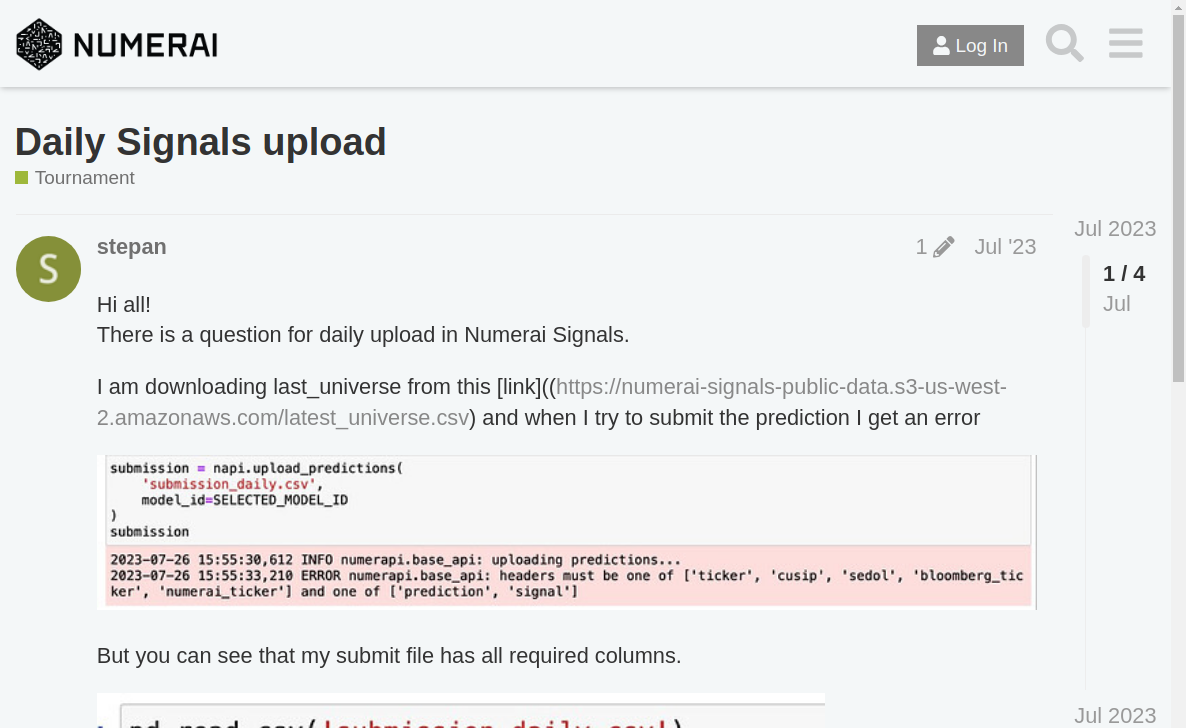 NUMERAI
Log In
Daily Signals upload
Tournament
S
stepan
1
Jul '23
Jul 2023
1 / 4
Jul
Hi all!
There is a question for daily upload in Numerai Signals.
I am downloading last_universe from this [link]((https://numerai-signals-public-data.s3-us-west-
2.amazonaws.com/latest_universe.csv) and when I try to submit the prediction I get an error
submission = napi.upload_predictions(
'submission_daily.csv',
model_id=SELECTED_MODEL_ID
)
submission
2023-07-26 15:55:30,612 INFO numerapi.base_api: uploading predictions...
2023-07-26 15:55:33,210 ERROR numerapi.base_api: headers must be one of ['ticker', 'cusip', 'sedol', 'bloomberg_tic
ker', 'numerai_ticker'] and one of ['prediction', 'signal']
But you can see that my submit file has all required columns.
pd.read_csv('submission_daily.csv')
Jul 2023